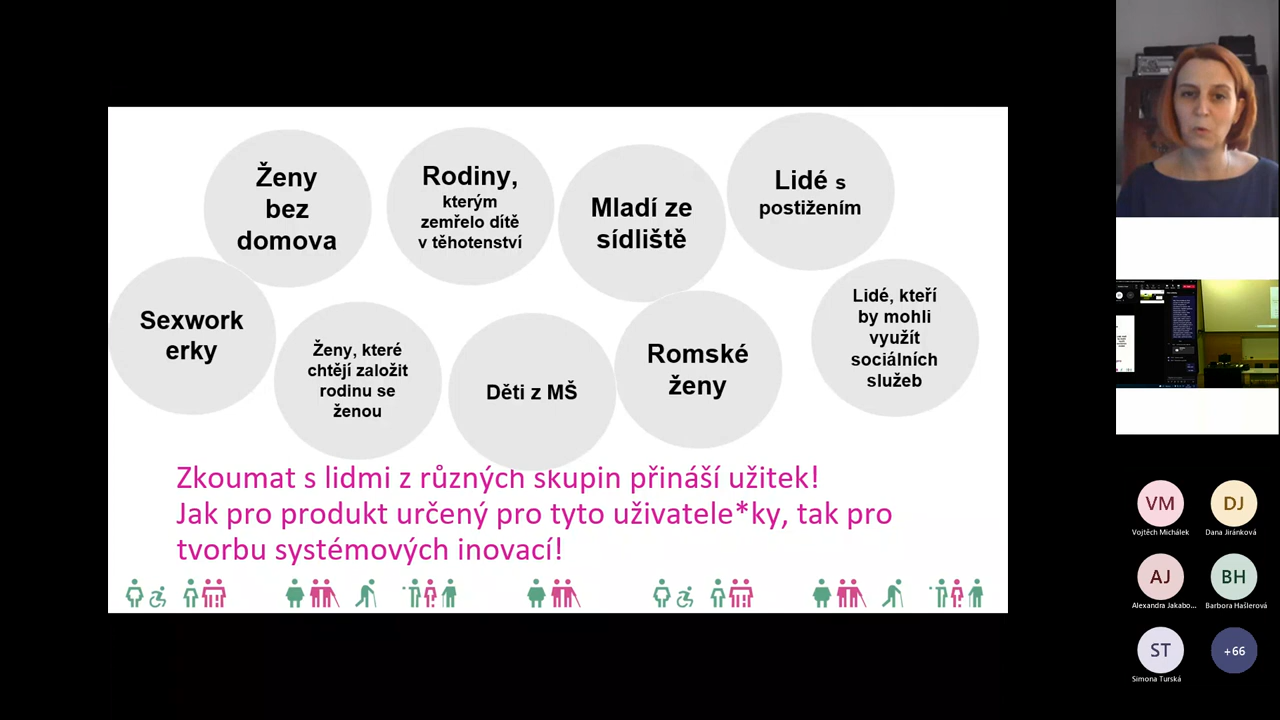 Ženy
bez
domova
Rodiny,
kterým
zemřelo dítě
v těhotenství
Mladí ze
sídliště
Lidé s
postižením
Sexwork
erky
Ženy, které
chtějí založit
rodinu se
ženou
Děti z MŠ
Romské
ženy
Lidé, kteří
by mohli
využít
sociálních
služeb
Zkoumat s lidmi z různých skupin přináší užitek!
Jak pro produkt určený pro tyto uživatele*ky, tak pro
tvorbu systémových inovací!
VM
DJ
Vojtěch Michálek
Dana Jiránková
AJ
BH
Alexandra Jakabo...
Barbora Hašlerová
ST
+66
Simona Turská